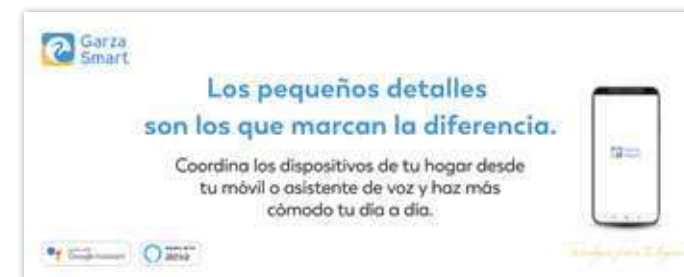 Garza
Smart
Los pequeños detalles
son los que marcan la diferencia.
Coordina los dispositivos de tu hogar desde
tu móvil o asistente de voz y haz más
cómodo tu día a día.